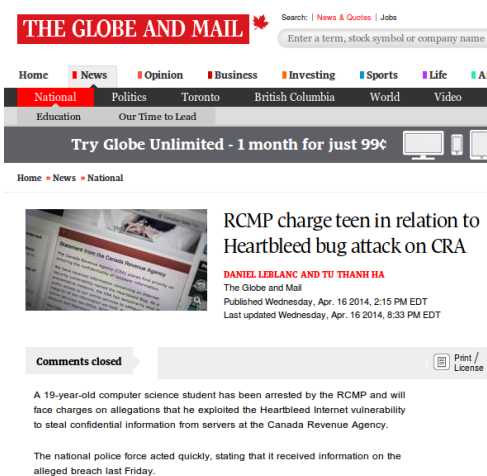 THE GLOBE AND MAIL
Search: | News & Quotes | Jobs
Enter a term, stock symbol or company name
Home News Opinion Business Investing Sports Life A
National Politics Toronto British Columbia World Video
Education Our Time to Lead
Try Globe Unlimited - 1 month for just 99¢
Home » News » National
Statement from the Canada Revenue Agency
RCMP charge teen in relation to
Heartbleed bug attack on CRA
DANIEL LEBLANC AND TU THANH HA
The Globe and Mail
Published Wednesday, Apr. 16 2014, 2:15 PM EDT
Last updated Wednesday, Apr. 16 2014, 8:33 PM EDT
Comments closed
Print /
License
A 19-year-old computer science student has been arrested by the RCMP and will
face charges on allegations that he exploited the Heartbleed Internet vulnerability
to steal confidential information from servers at the Canada Revenue Agency.
The national police force acted quickly, stating that it received information on the
alleged breach last Friday.